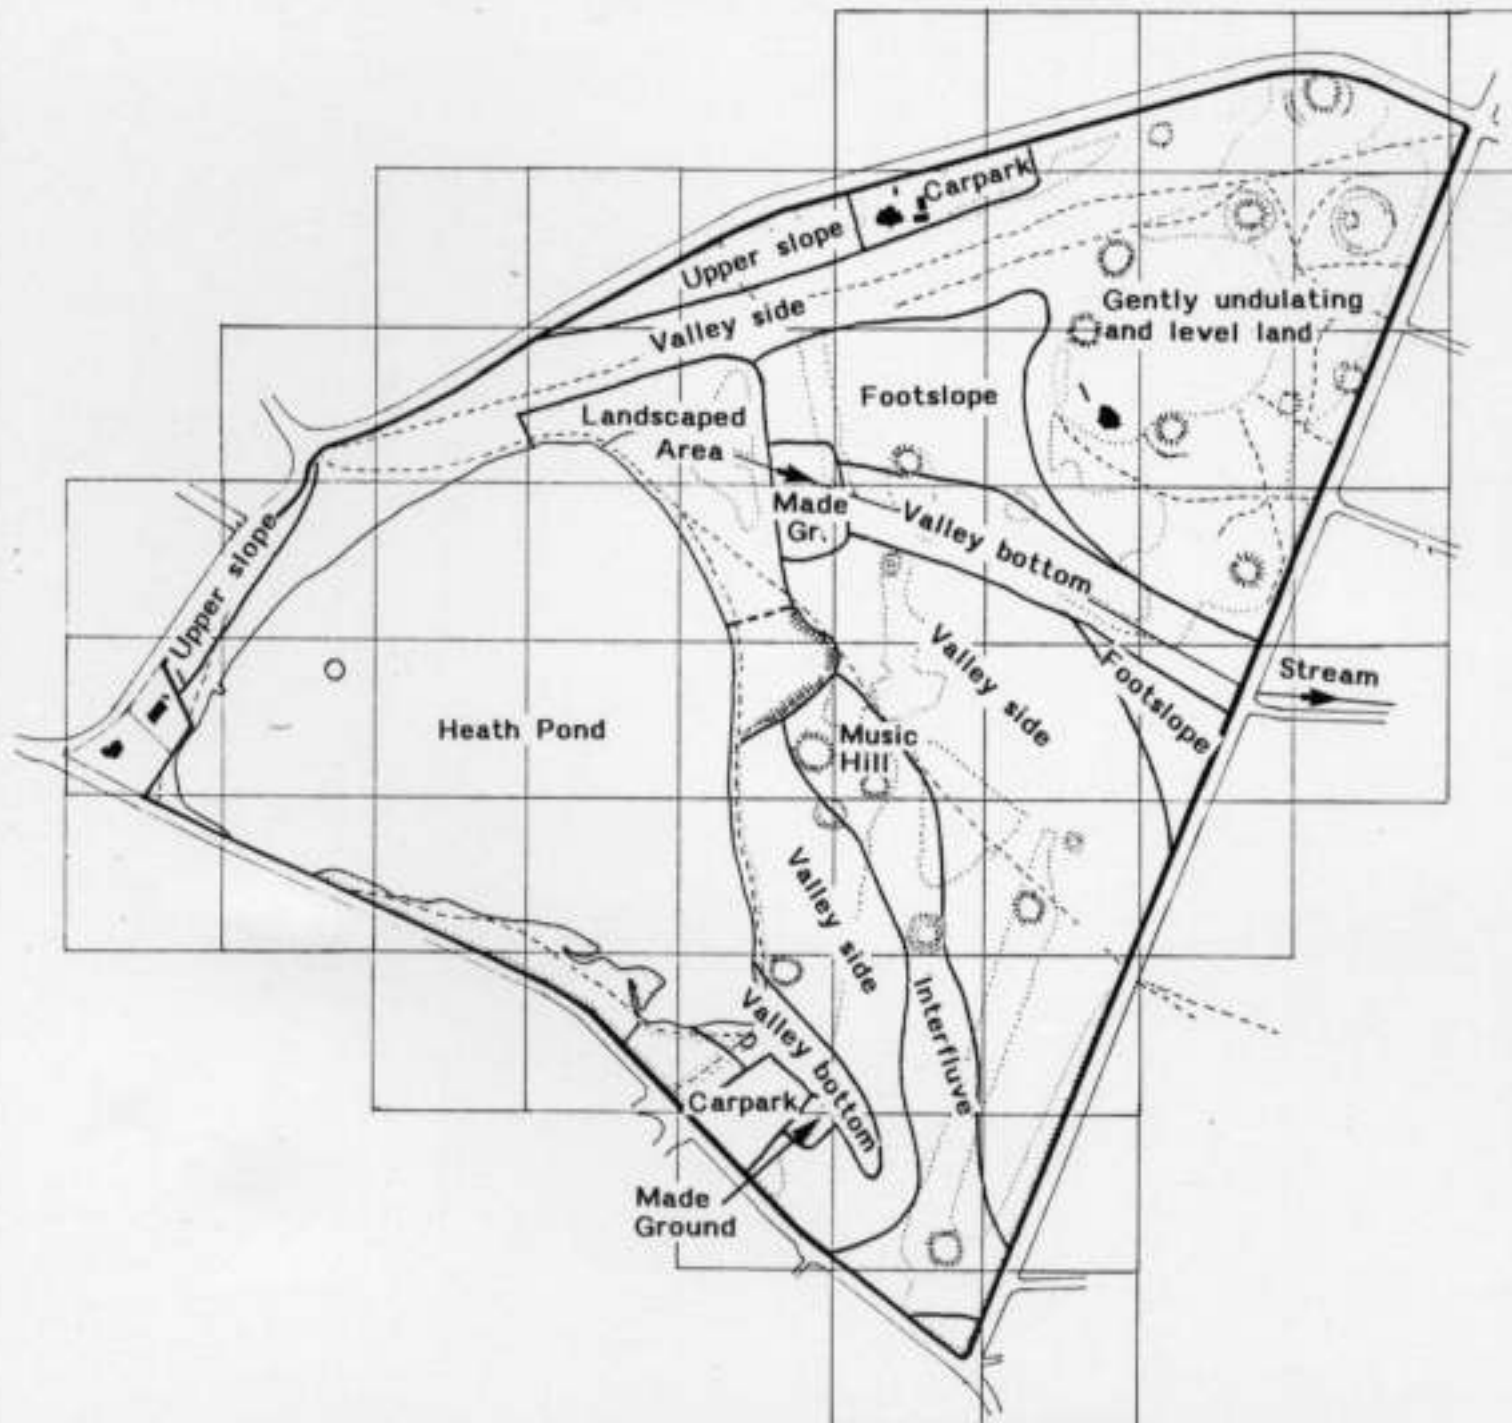 Carpark
Upper slope
Valley side
Gently undulating
and level land
Footslope
Landscaped
Area
Made
Gr.
Valley bottom
Upper slope
Valley side
Footslope
Stream
Heath Pond
Music
Hill
Valley side
Interfluve
Valley bottom
Carpark
Made
Ground